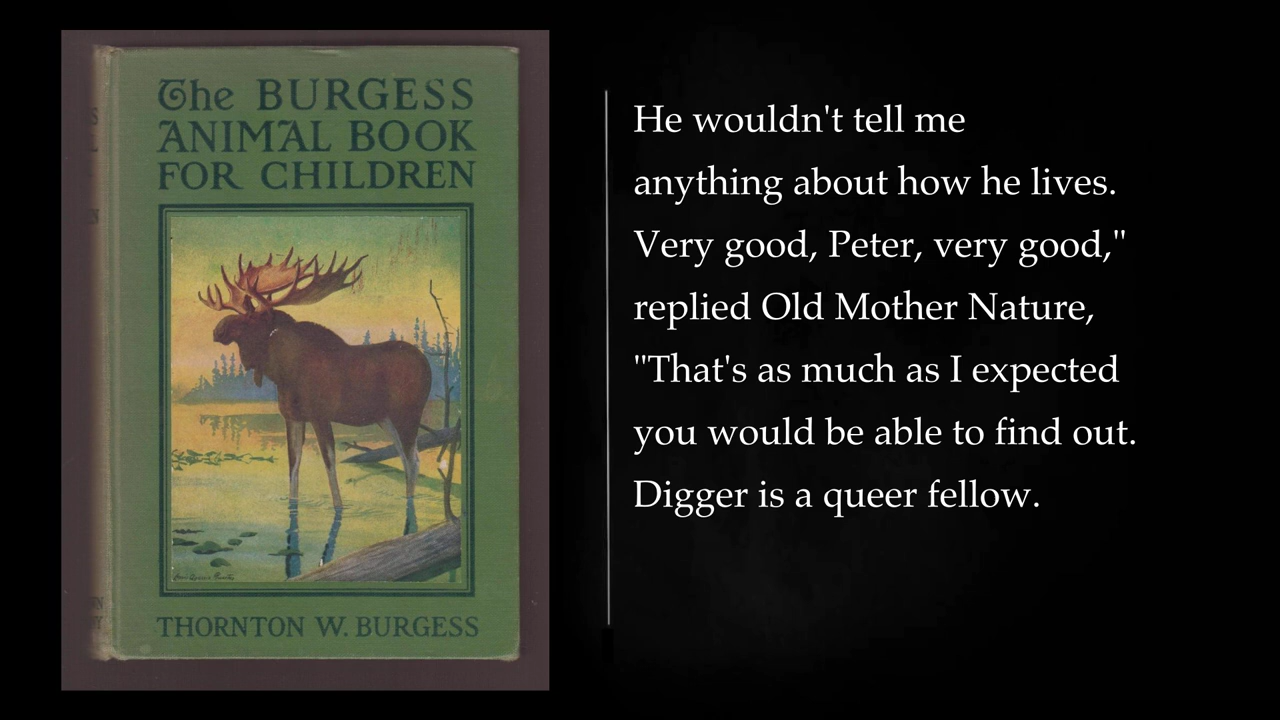 The BURGESS
ANIMAL BOOK
FOR CHILDREN
THORNTON W. BURGESS
He wouldn't tell me
anything about how he lives.
Very good, Peter, very good,"
replied Old Mother Nature,
"That's as much as I expected
you would be able to find out.
Digger is a queer fellow.